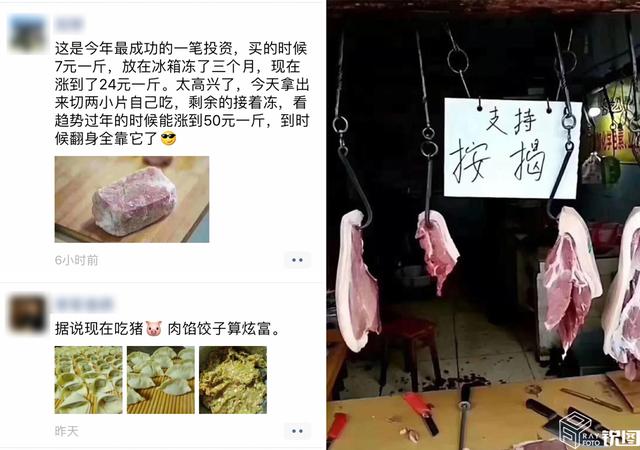 这是今年最成功的一笔投资，买的时候
7元一斤，放在冰箱冻了三个月，现在
涨到了24元一斤。太高兴了，今天拿出
来切两小片自己吃，剩余的接着冻，看
趋势过年的时候能涨到50元一斤，到时
候翻身全靠它了😎
6小时前
据说现在吃猪🐷 肉馅饺子算炫富。
昨天
支持
按揭
RAY
FOTO
锐图